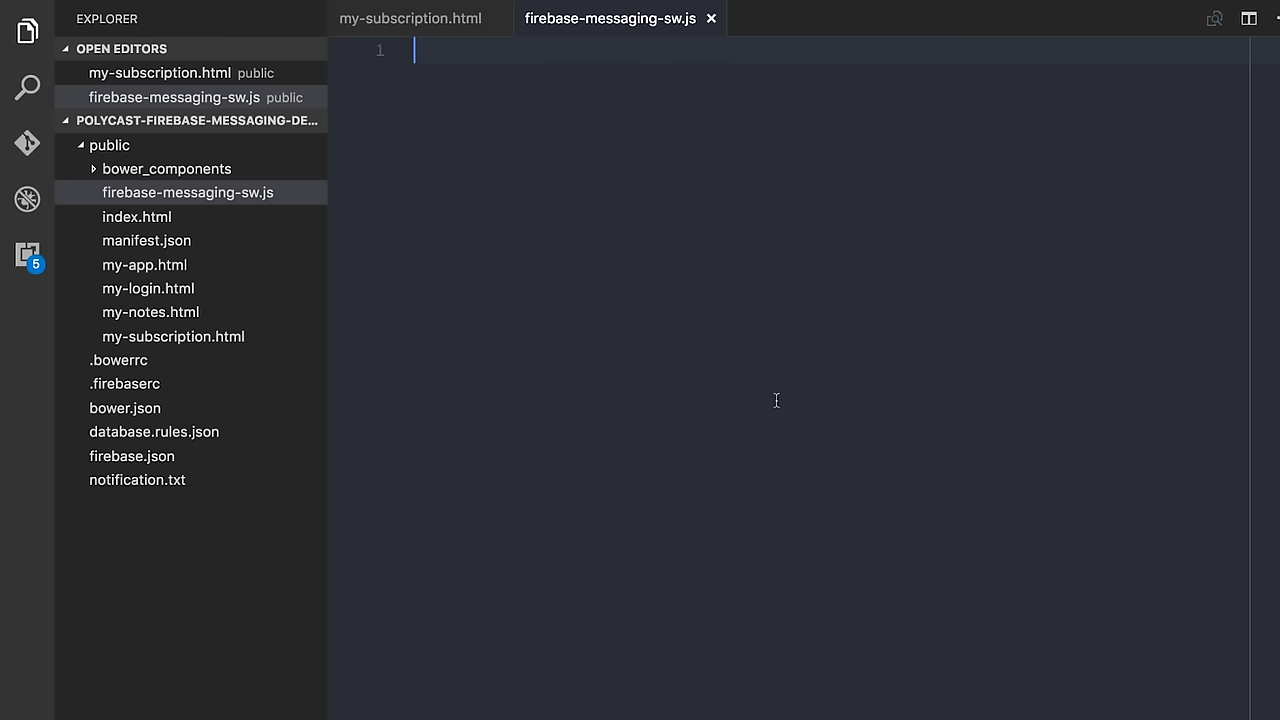 EXPLORER
OPEN EDITORS
my-subscription.html public
firebase-messaging-sw.js public
POLYCAST-FIREBASE-MESSAGING-DE...
public
bower_components
firebase-messaging-sw.js
index.html
manifest.json
my-app.html
my-login.html
my-notes.html
my-subscription.html
.bowerrc
.firebaserc
bower.json
database.rules.json
firebase.json
notification.txt
5
my-subscription.html
firebase-messaging-sw.js
1